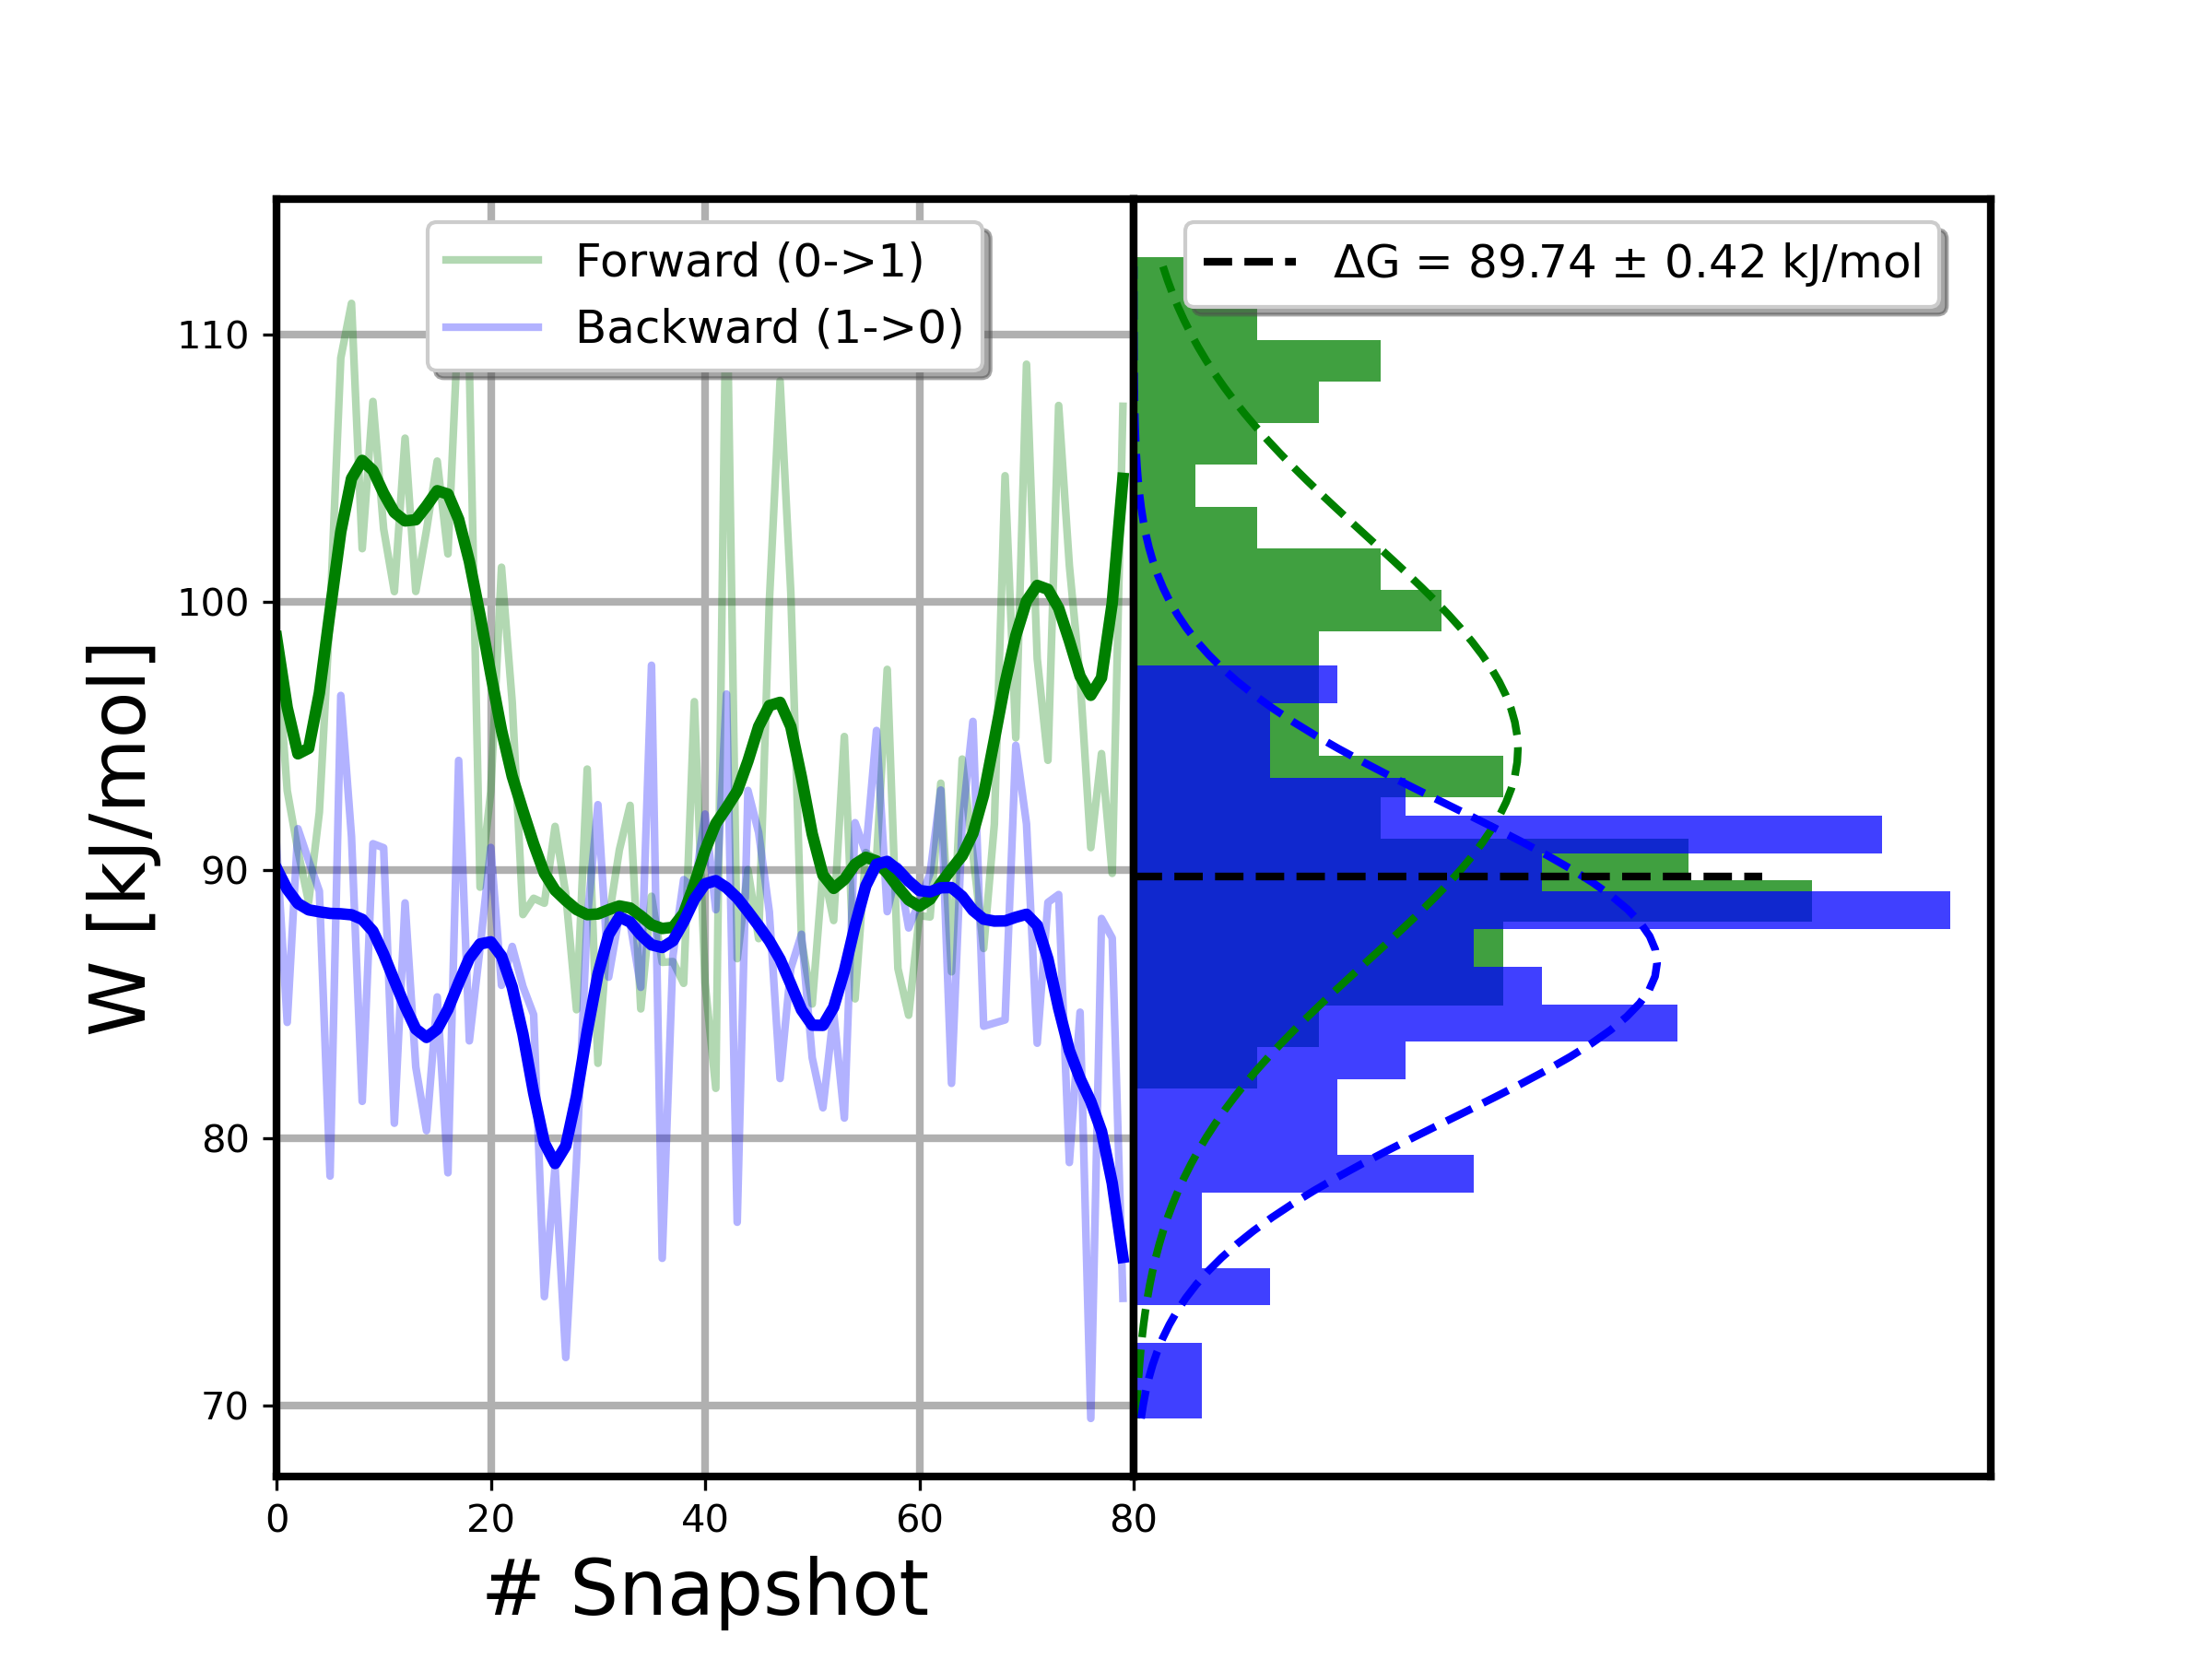 Forward (0->1)
Backward (1->0)
ΔG = 89.74 ± 0.42 kJ/mol
W [kJ/mol]
110
100
90
80
70
0 20 40 60 80
# Snapshot